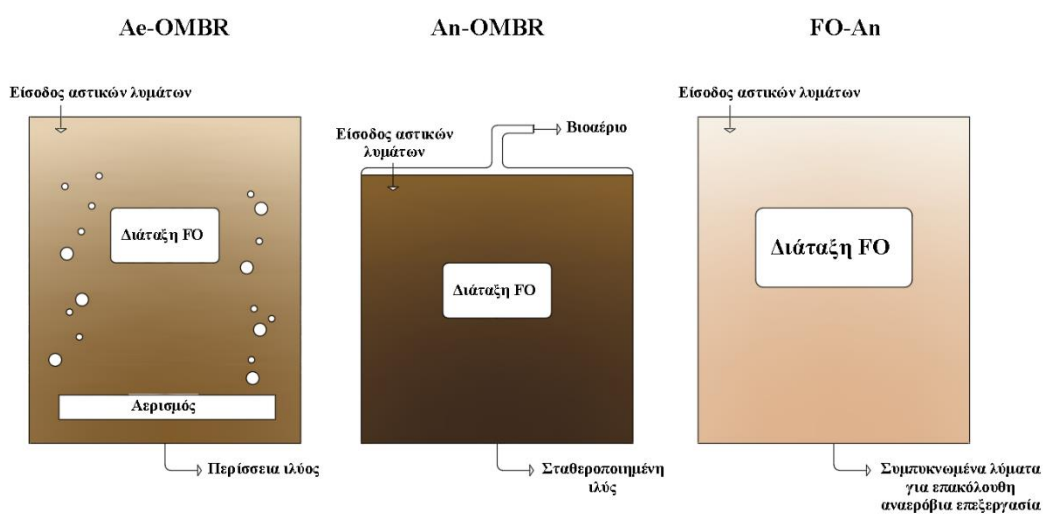 Ae-OMBR
An-OMBR
FO-An
Είσοδος αστικών λυμάτων
Διάταξη FO
Αερισμός
Περίσσεια ιλύος
Είσοδος αστικών
λυμάτων
Βιοαέριο
Διάταξη FO
Σταθεροποιημένη
ιλύς
Είσοδος αστικών λυμάτων
Διάταξη FO
Συμπυκνωμένα λύματα
για επακόλουθη
αναερόβια επεξεργασία